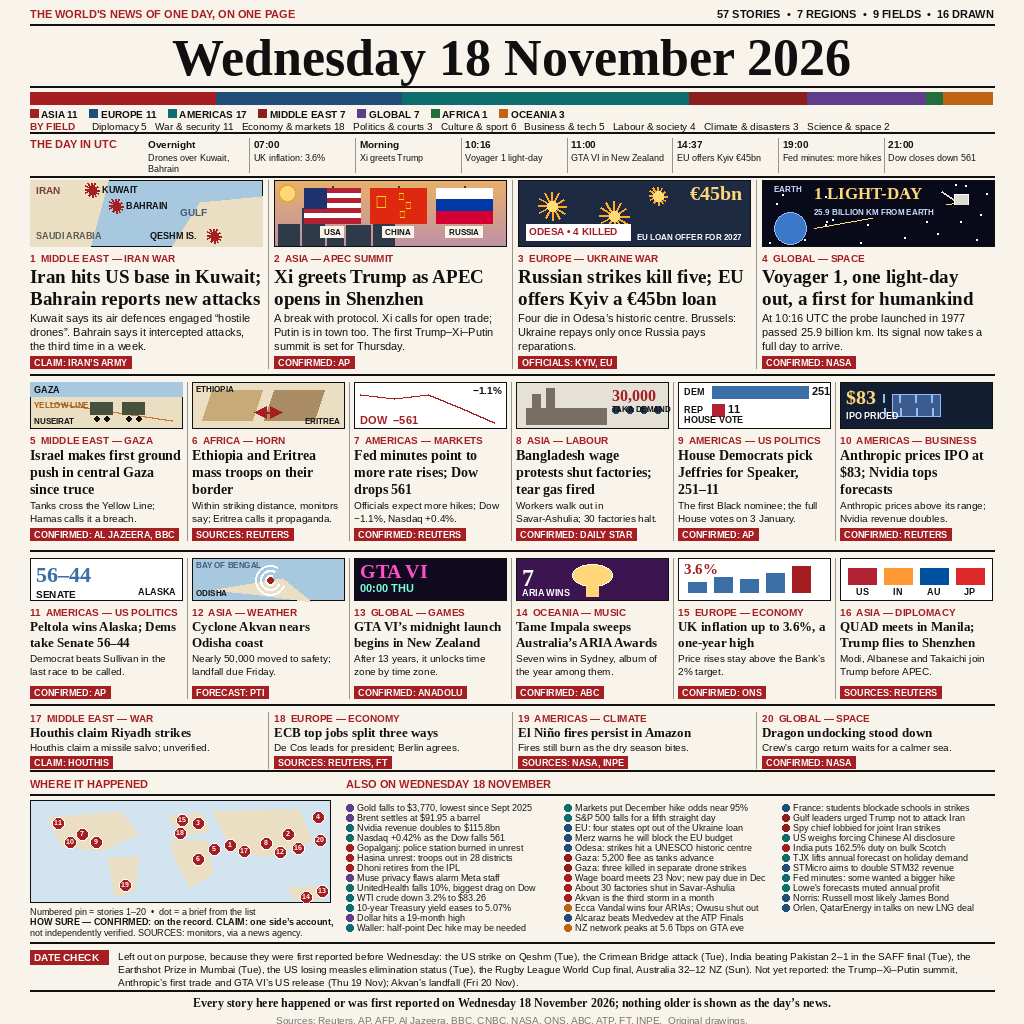 THE WORLD'S NEWS OF ONE DAY, ON ONE PAGE
57 STORIES • 7 REGIONS • 9 FIELDS • 16 DRAWN
Wednesday 18 November 2026
ASIA 11 EUROPE 11 AMERICAS 17 MIDDLE EAST 7 GLOBAL 7 AFRICA 1 OCEANIA 3
BY FIELD Diplomacy 5 War & security 11 Economy & markets 18 Politics & courts 3 Culture & sport 6 Business & tech 5 Labour & society 4 Climate & disasters 3 Science & space 2
THE DAY IN UTC
Overnight
Drones over Kuwait,
Bahrain
07:00
UK inflation: 3.6%
Morning
Xi greets Trump
10:16
Voyager 1 light-day
11:00
GTA VI in New Zealand
14:37
EU offers Kyiv €45bn
19:00
Fed minutes: more hikes
21:00
Dow closes down 561
IRAN
KUWAIT
BAHRAIN
GULF
SAUDI ARABIA
QESHM IS.
1 MIDDLE EAST — IRAN WAR
Iran hits US base in Kuwait;
Bahrain reports new attacks
Kuwait says its air defences engaged “hostile
drones”. Bahrain says it intercepted attacks,
the third time in a week.
CLAIM: IRAN'S ARMY
USA
CHINA
RUSSIA
2 ASIA — APEC SUMMIT
Xi greets Trump as APEC
opens in Shenzhen
A break with protocol. Xi calls for open trade;
Putin is in town too. The first Trump–Xi–Putin
summit is set for Thursday.
CONFIRMED: AP
€45bn
ODESA • 4 KILLED
EU LOAN OFFER FOR 2027
3 EUROPE — UKRAINE WAR
Russian strikes kill five; EU
offers Kyiv a €45bn loan
Four die in Odesa’s historic centre. Brussels:
Ukraine repays only once Russia pays
reparations.
OFFICIALS: KYIV, EU
EARTH
1.LIGHT-DAY
25.9 BILLION KM FROM EARTH
4 GLOBAL — SPACE
Voyager 1, one light-day
out, a first for humankind
At 10:16 UTC the probe launched in 1977
passed 25.9 billion km. Its signal now takes a
full day to arrive.
CONFIRMED: NASA
GAZA
YELLOW LINE
NUSEIRAT
5 MIDDLE EAST — GAZA
Israel makes first ground
push in central Gaza
since truce
Tanks cross the Yellow Line;
Hamas calls it a breach.
CONFIRMED: AL JAZEERA, BBC
ETHIOPIA
ERITREA
6 AFRICA — HORN
Ethiopia and Eritrea
mass troops on their
border
Within striking distance, monitors
say; Eritrea calls it propaganda.
SOURCES: REUTERS
−1.1%
DOW −561
7 AMERICAS — MARKETS
Fed minutes point to
more rate rises; Dow
drops 561
Officials expect more hikes; Dow
−1.1%, Nasdaq +0.4%.
CONFIRMED: REUTERS
30,000
TAKA DEMAND
8 ASIA — LABOUR
Bangladesh wage
protests shut factories;
tear gas fired
Workers walk out in
Savar-Ashulia; 30 factories halt.
CONFIRMED: DAILY STAR
DEM
251
REP
11
HOUSE VOTE
9 AMERICAS — US POLITICS
House Democrats pick
Jeffries for Speaker,
251–11
The first Black nominee; the full
House votes on 3 January.
CONFIRMED: AP
$83
IPO PRICED
10 AMERICAS — BUSINESS
Anthropic prices IPO at
$83; Nvidia tops
forecasts
Anthropic prices above its range;
Nvidia revenue doubles.
CONFIRMED: REUTERS
56–44
SENATE
ALASKA
11 AMERICAS — US POLITICS
Peltola wins Alaska; Dems
take Senate 56–44
Democrat beats Sullivan in the
last race to be called.
CONFIRMED: AP
BAY OF BENGAL
ODISHA
12 ASIA — WEATHER
Cyclone Akvan nears
Odisha coast
Nearly 50,000 moved to safety;
landfall due Friday.
FORECAST: PTI
GTA VI
00:00 THU
13 GLOBAL — GAMES
GTA VI’s midnight launch
begins in New Zealand
After 13 years, it unlocks time
zone by time zone.
CONFIRMED: ANADOLU
7
ARIA WINS
14 OCEANIA — MUSIC
Tame Impala sweeps
Australia’s ARIA Awards
Seven wins in Sydney, album of
the year among them.
CONFIRMED: ABC
3.6%
15 EUROPE — ECONOMY
UK inflation up to 3.6%, a
one-year high
Price rises stay above the Bank's
2% target.
CONFIRMED: ONS
US
IN
AU
JP
16 ASIA — DIPLOMACY
QUAD meets in Manila;
Trump flies to Shenzhen
Modi, Albanese and Takaichi join
Trump before APEC.
SOURCES: REUTERS
17 MIDDLE EAST — WAR
Houthis claim Riyadh strikes
Houthis claim a missile salvo; unverified.
CLAIM: HOUTHIS
18 EUROPE — ECONOMY
ECB top jobs split three ways
De Cos leads for president; Berlin agrees.
SOURCES: REUTERS, FT
19 AMERICAS — CLIMATE
El Niño fires persist in Amazon
Fires still burn as the dry season bites.
SOURCES: NASA, INPE
20 GLOBAL — SPACE
Dragon undocking stood down
Crew's cargo return waits for a calmer sea.
CONFIRMED: NASA
WHERE IT HAPPENED
11 7 10 9 15 3 18 6 5 1 17 8 2 12 16 4 20 19 14 13
Numbered pin = stories 1–20 • dot = a brief from the list
HOW SURE — CONFIRMED: on the record. CLAIM: one side's account,
not independently verified. SOURCES: monitors, via a news agency.
ALSO ON WEDNESDAY 18 NOVEMBER
Gold falls to $3,770, lowest since Sept 2025
Brent settles at $91.95 a barrel
Nvidia revenue doubles to $115.8bn
Nasdaq +0.42% as the Dow falls 561
Gopalganj: police station burned in unrest
Hasina unrest: troops out in 28 districts
Dhoni retires from the IPL
Muse privacy flaws alarm Meta staff
UnitedHealth falls 10%, biggest drag on Dow
WTI crude down 3.2% to $83.26
10-year Treasury yield eases to 5.07%
Dollar hits a 19-month high
Waller: half-point Dec hike may be needed
Markets put December hike odds near 95%
S&P 500 falls for a fifth straight day
EU: four states opt out of the Ukraine loan
Merz warns he will block the EU budget
Odesa: strikes hit a UNESCO historic centre
Gaza: 5,200 flee as tanks advance
Gaza: three killed in separate drone strikes
Wage board meets 23 Nov; new pay due in Dec
About 30 factories shut in Savar-Ashulia
Akvan is the third storm in a month
Ecca Vandal wins four ARIAs; Owusu shut out
Alcaraz beats Medvedev at the ATP Finals
NZ network peaks at 5.6 Tbps on GTA eve
France: students blockade schools in strikes
Gulf leaders urged Trump not to attack Iran
Spy chief lobbied for joint Iran strikes
US weighs forcing Chinese AI disclosure
India puts 162.5% duty on bulk Scotch
TJX lifts annual forecast on holiday demand
STMicro aims to double STM32 revenue
Fed minutes: some wanted a bigger hike
Lowe's forecasts muted annual profit
Norris: Russell most likely James Bond
Orlen, QatarEnergy in talks on new LNG deal
DATE CHECK
Left out on purpose, because they were first reported before Wednesday: the US strike on Qeshm (Tue), the Crimean Bridge attack (Tue), India beating Pakistan 2–1 in the SAFF final (Tue), the
Earthshot Prize in Mumbai (Tue), the US losing measles elimination status (Tue), the Rugby League World Cup final, Australia 32–12 NZ (Sun). Not yet reported: the Trump–Xi–Putin summit,
Anthropic's first trade and GTA VI's US release (Thu 19 Nov); Akvan's landfall (Fri 20 Nov).
Every story here happened or was first reported on Wednesday 18 November 2026; nothing older is shown as the day’s news.
Sources: Reuters, AP, AFP, Al Jazeera, BBC, CNBC, NASA, ONS, ABC, ATP, FT, INPE. Original drawings.